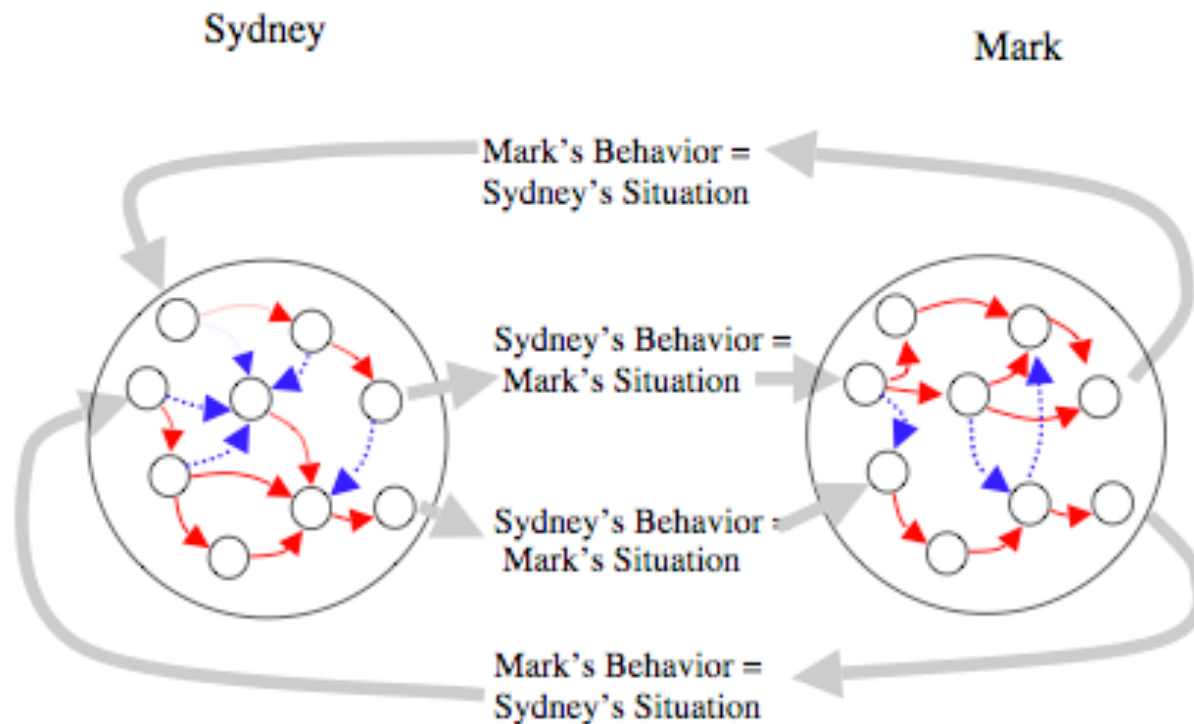 Sydney
Mark
Mark's Behavior =
Sydney's Situation
Sydney's Behavior =
Mark's Situation
Sydney's Behavior =
Mark's Situation
Mark's Behavior =
Sydney's Situation